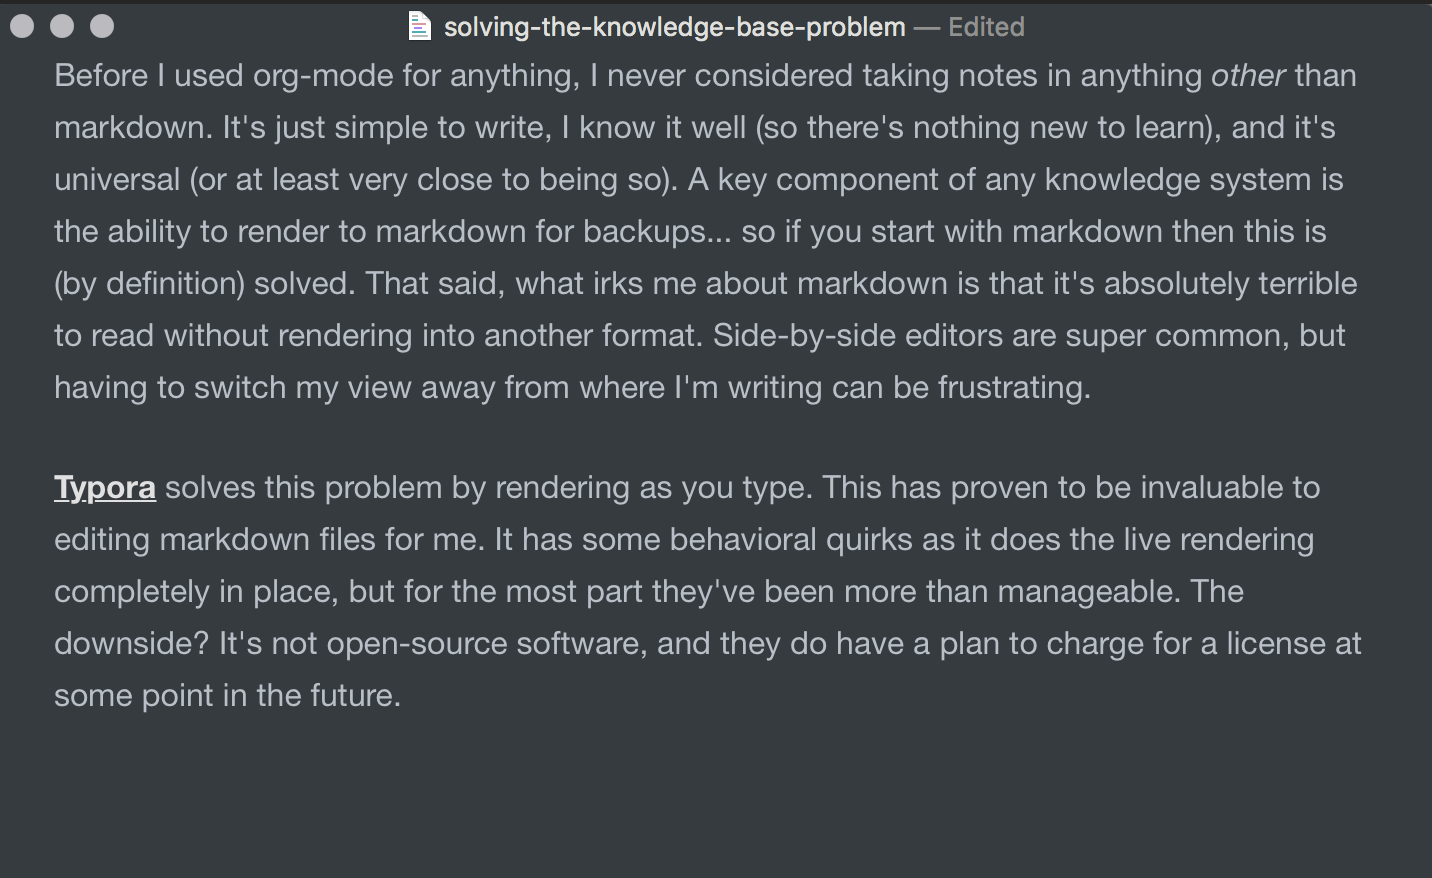 solving-the-knowledge-base-problem — Edited
Before I used org-mode for anything, I never considered taking notes in anything other than
markdown. It's just simple to write, I know it well (so there's nothing new to learn), and it's
universal (or at least very close to being so). A key component of any knowledge system is
the ability to render to markdown for backups... so if you start with markdown then this is
(by definition) solved. That said, what irks me about markdown is that it's absolutely terrible
to read without rendering into another format. Side-by-side editors are super common, but
having to switch my view away from where I'm writing can be frustrating.
Typora solves this problem by rendering as you type. This has proven to be invaluable to
editing markdown files for me. It has some behavioral quirks as it does the live rendering
completely in place, but for the most part they've been more than manageable. The
downside? It's not open-source software, and they do have a plan to charge for a license at
some point in the future.